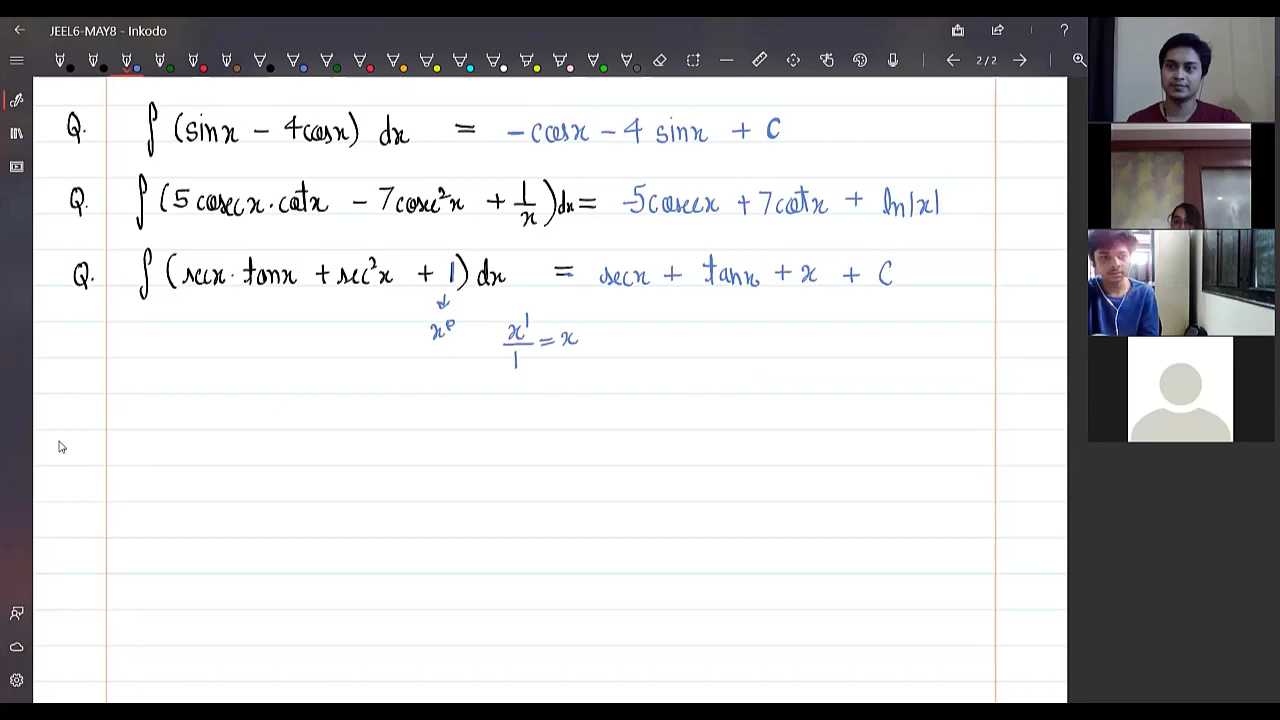 JEEL6-MAY8 - Inkodo
2/2
Q. ∫ (sinx - 4cosx) dx = -cosx - 4 sinx + C
Q. ∫ (5 cosecx·cotx - 7cosec²x + 1/x)dx = -5cosecx + 7cotx + ln|x|
Q. ∫ (secx·tanx + sec²x + 1) dx = secx + tanx + x + C
x⁰ x¹/1 = x